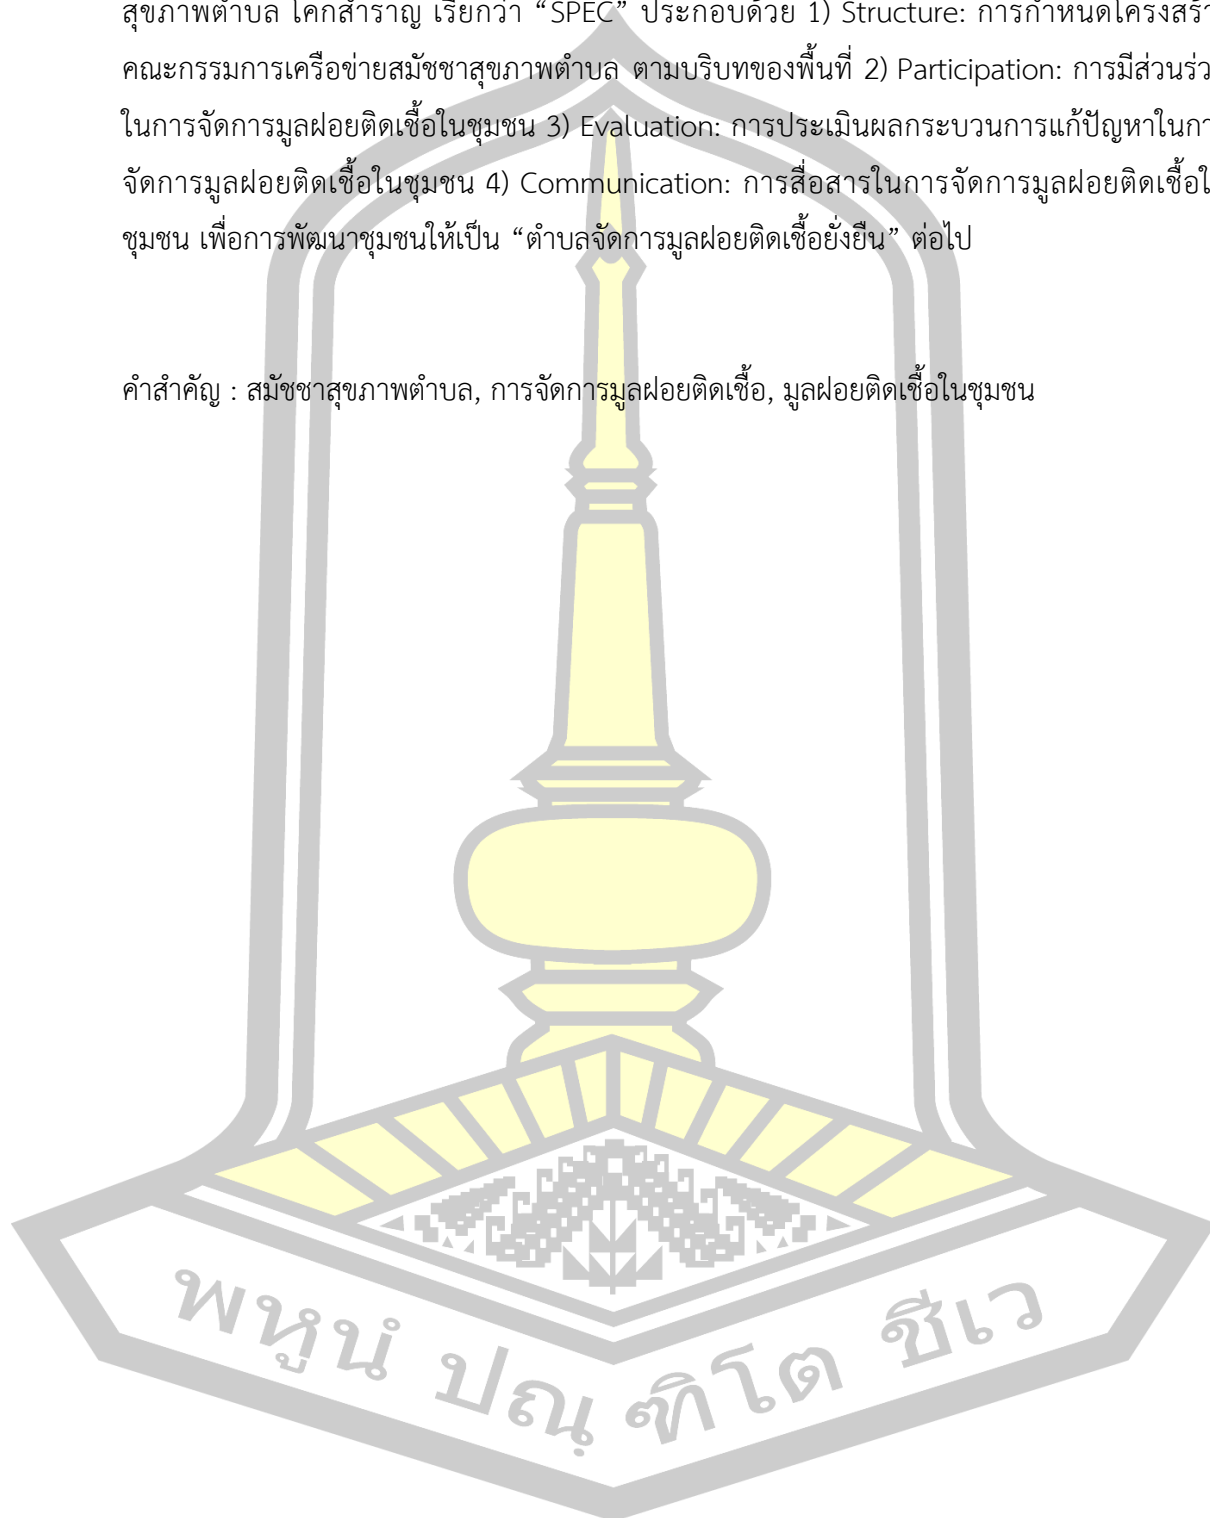 สุขภาพตำบล โคกสำราญ เรียกว่า “SPEC” ประกอบด้วย 1) Structure: การกำหนดโครงสร้า
คณะกรรมการเครือข่ายสมัชชาสุขภาพตำบล ตามบริบทของพื้นที่ 2) Participation: การมีส่วนร่ว
ในการจัดการมูลฝอยติดเชื้อในชุมชน 3) Evaluation: การประเมินผลกระบวนการแก้ปัญหาในกา
จัดการมูลฝอยติดเชื้อในชุมชน 4) Communication: การสื่อสารในการจัดการมูลฝอยติดเชื้อใ
ชุมชน เพื่อการพัฒนาชุมชนให้เป็น “ตำบลจัดการมูลฝอยติดเชื้อยั่งยืน” ต่อไป
คำสำคัญ : สมัชชาสุขภาพตำบล, การจัดการมูลฝอยติดเชื้อ, มูลฝอยติดเชื้อในชุมชน
พหูนํ ปณฺฑิโต ชีเว